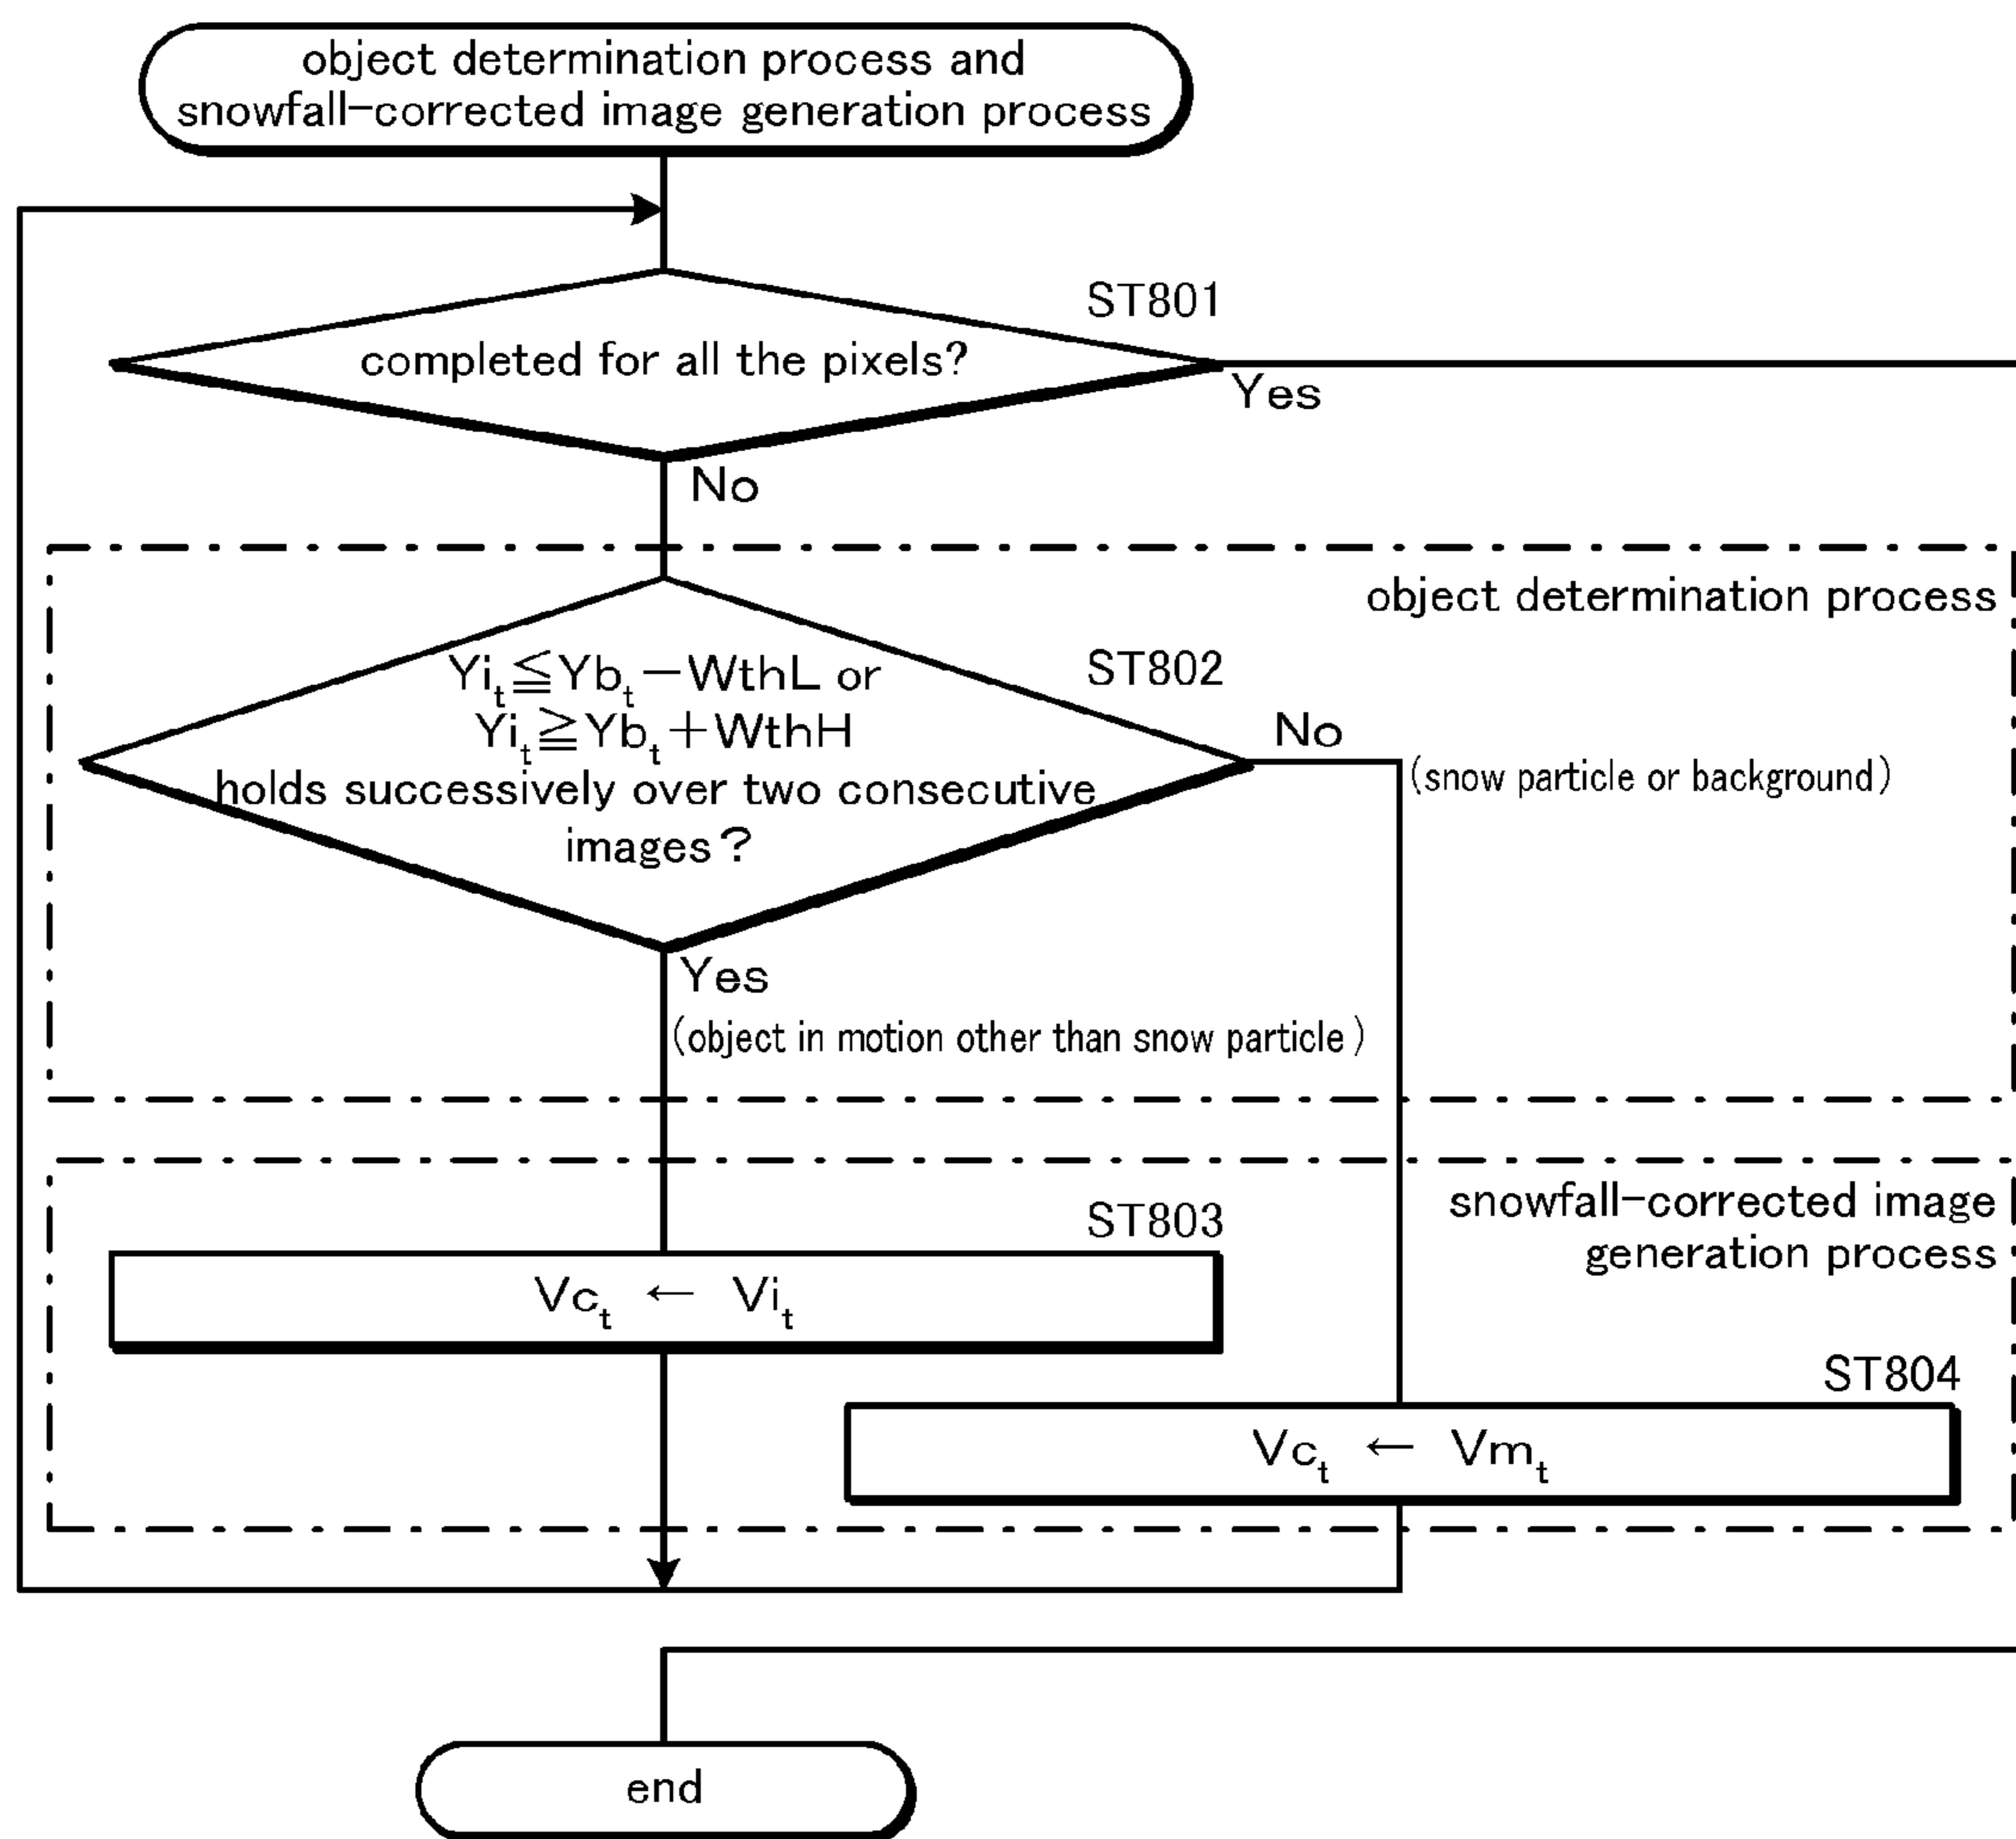 object determination process and
snowfall-corrected image generation process
ST801
completed for all the pixels?
Yes
No
object determination process
ST802
Yiₜ≦Ybₜ−WthL or
Yiₜ≧Ybₜ+WthH
holds successively over two consecutive
images?
No
(snow particle or background)
Yes
(object in motion other than snow particle)
snowfall-corrected image
generation process
ST803
Vcₜ ← Viₜ
ST804
Vcₜ ← Vmₜ
end